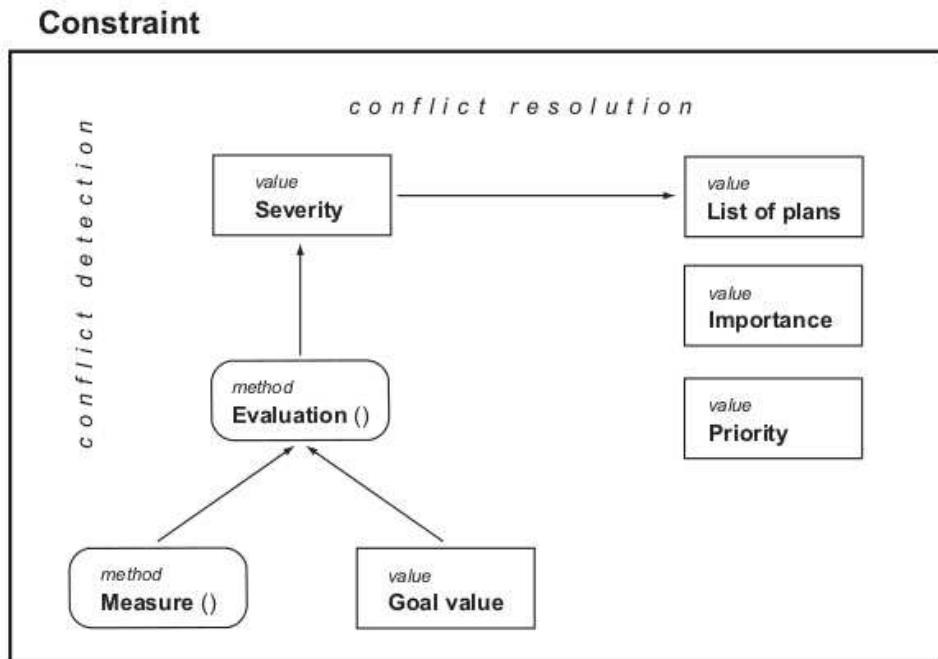 Constraint
conflict resolution
conflict detection
value
Severity
value
List of plans
value
Importance
method
Evaluation ()
value
Priority
method
Measure ()
value
Goal value